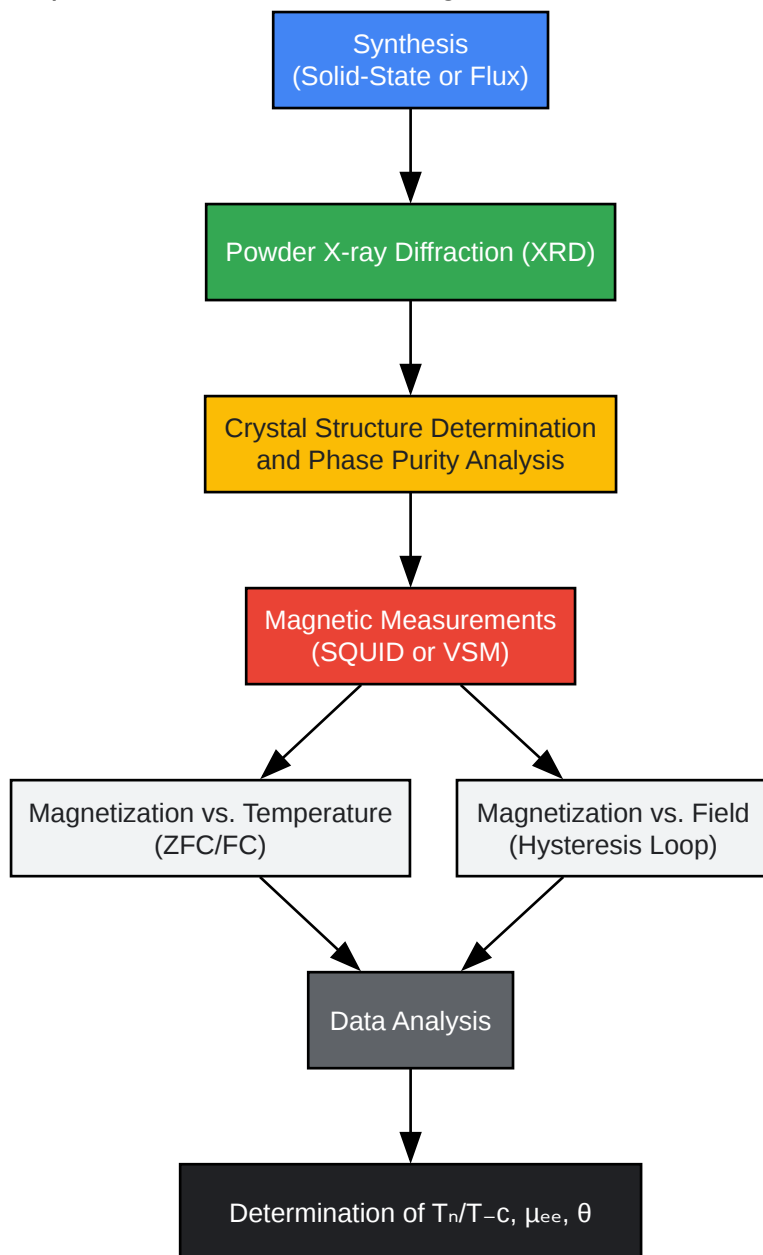 Synthesis
(Solid-State or Flux)
Powder X-ray Diffraction (XRD)
Crystal Structure Determination
and Phase Purity Analysis
Magnetic Measurements
(SQUID or VSM)
Magnetization vs. Temperature
(ZFC/FC)
Magnetization vs. Field
(Hysteresis Loop)
Data Analysis
Determination of Tₙ/T₋c, μₑₑ, θ